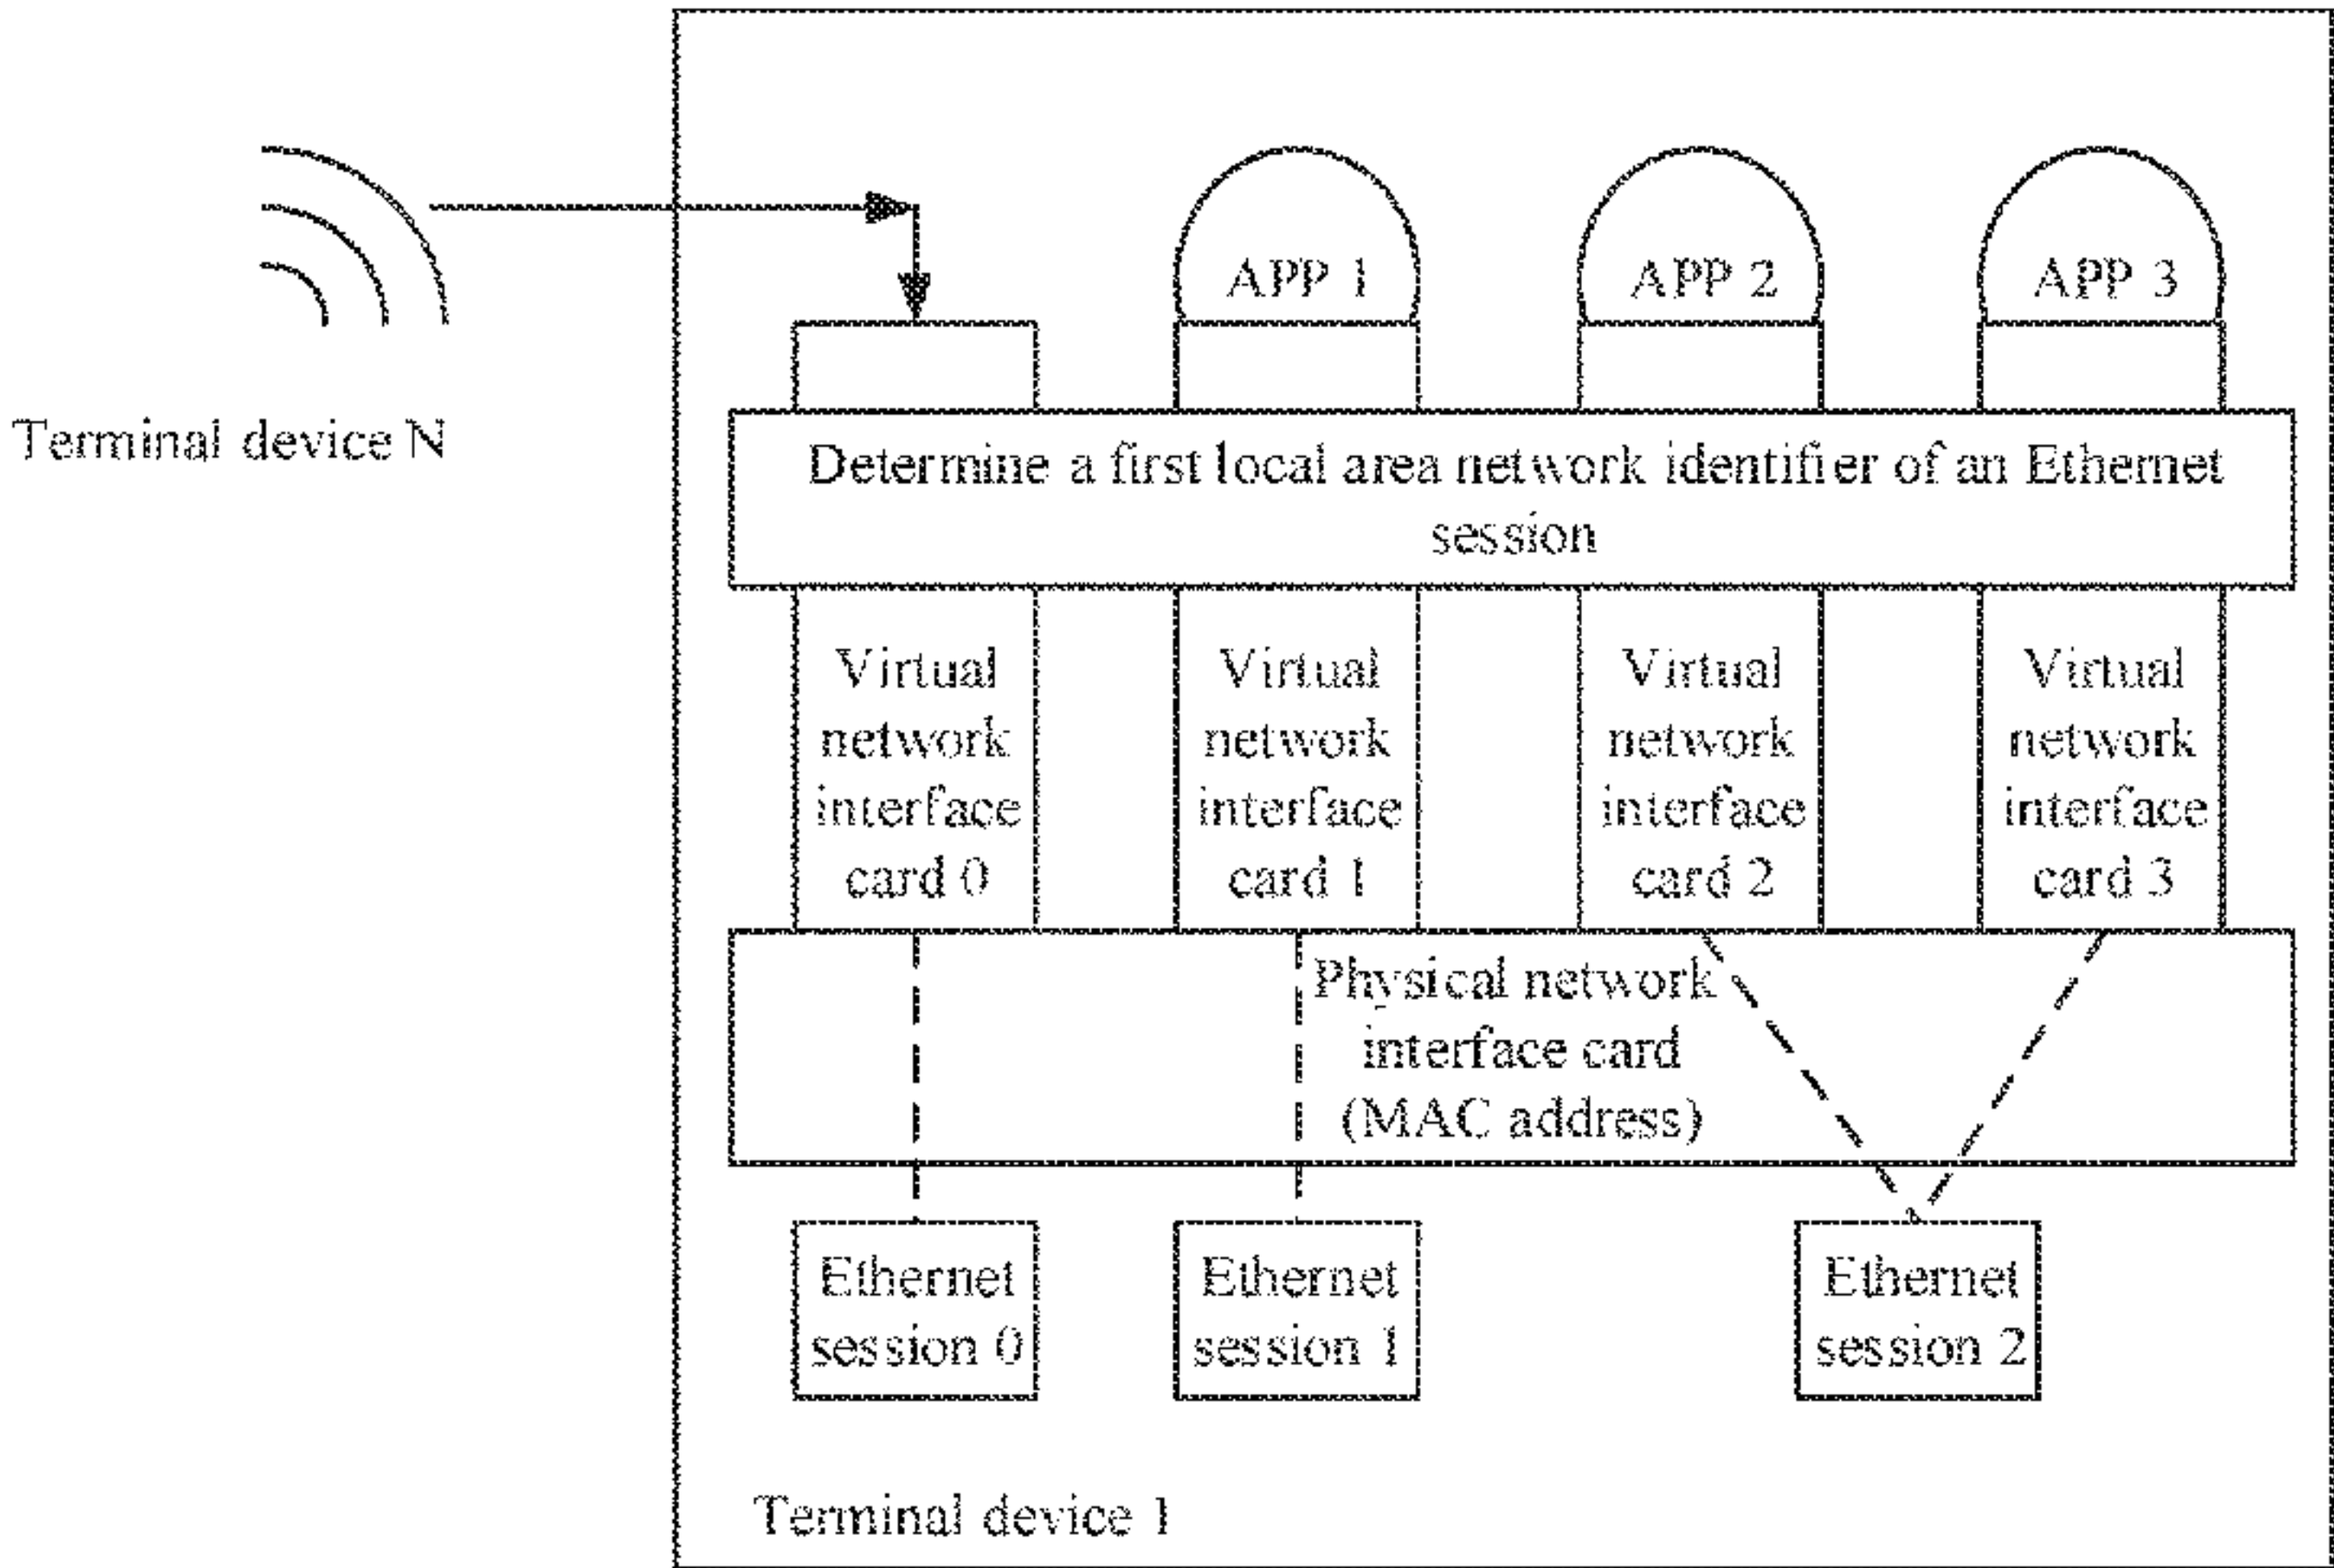 APP 1
APP 2
APP 3
Terminal device N
Determine a first local area network identifier of an Ethernet
session
Virtual
network
interface
card 0
Virtual
network
interface
card 1
Virtual
network
interface
card 2
Virtual
network
interface
card 3
Physical network
interface card
(MAC address)
Ethernet
session 0
Ethernet
session 1
Ethernet
session 2
Terminal device 1